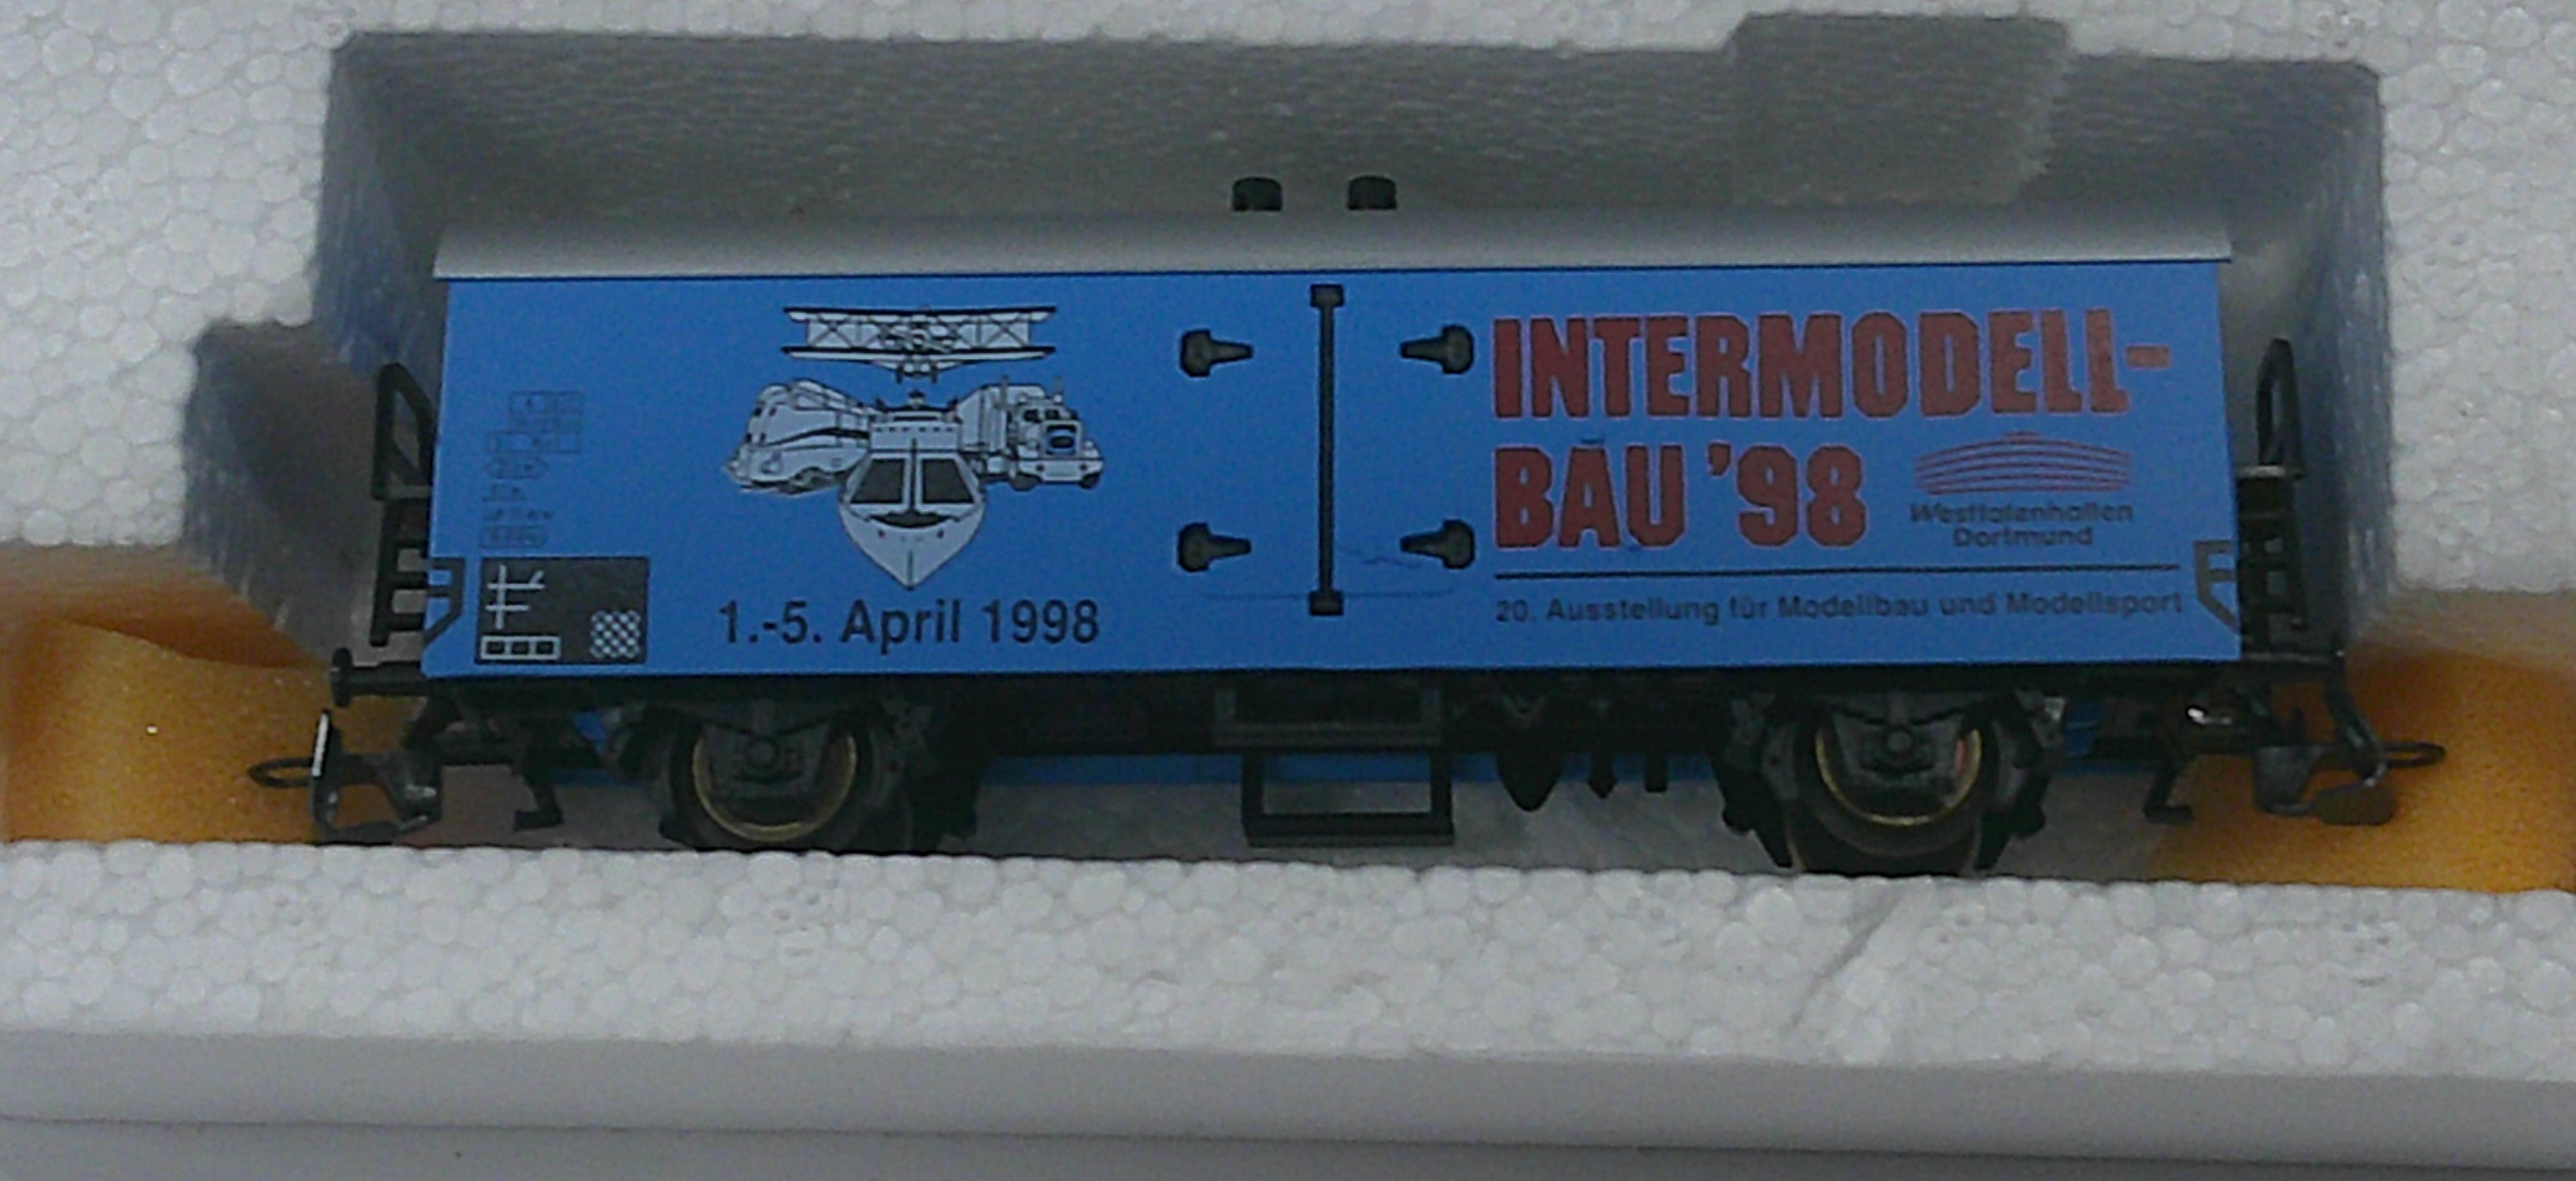 1.-5. April 1998
INTERMODELL-
BAU '98
Westfalenhallen
Dortmund
20. Ausstellung für Modellbau und Modellsport